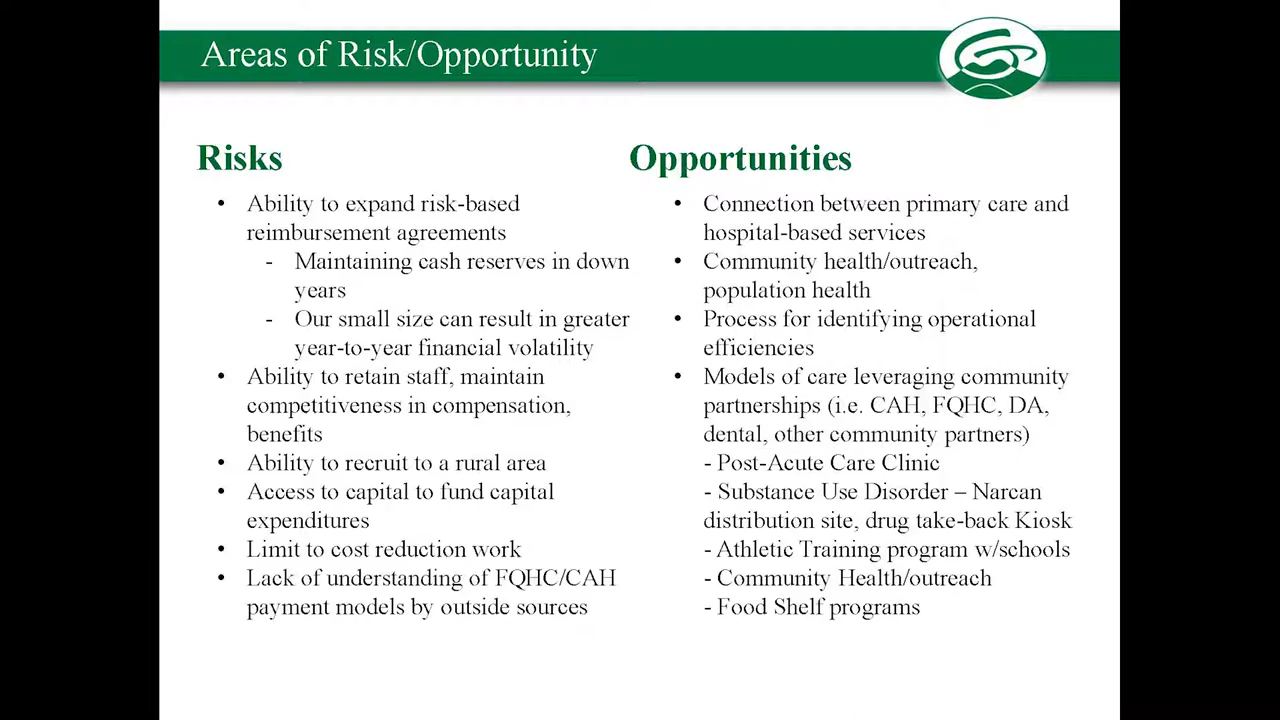 Areas of Risk/Opportunity
Risks
• Ability to expand risk-based
reimbursement agreements
- Maintaining cash reserves in down
years
- Our small size can result in greater
year-to-year financial volatility
• Ability to retain staff, maintain
competitiveness in compensation,
benefits
• Ability to recruit to a rural area
• Access to capital to fund capital
expenditures
• Limit to cost reduction work
• Lack of understanding of FQHC/CAH
payment models by outside sources
Opportunities
• Connection between primary care and
hospital-based services
• Community health/outreach,
population health
• Process for identifying operational
efficiencies
• Models of care leveraging community
partnerships (i.e. CAH, FQHC, DA,
dental, other community partners)
- Post-Acute Care Clinic
- Substance Use Disorder – Narcan
distribution site, drug take-back Kiosk
- Athletic Training program w/schools
- Community Health/outreach
- Food Shelf programs